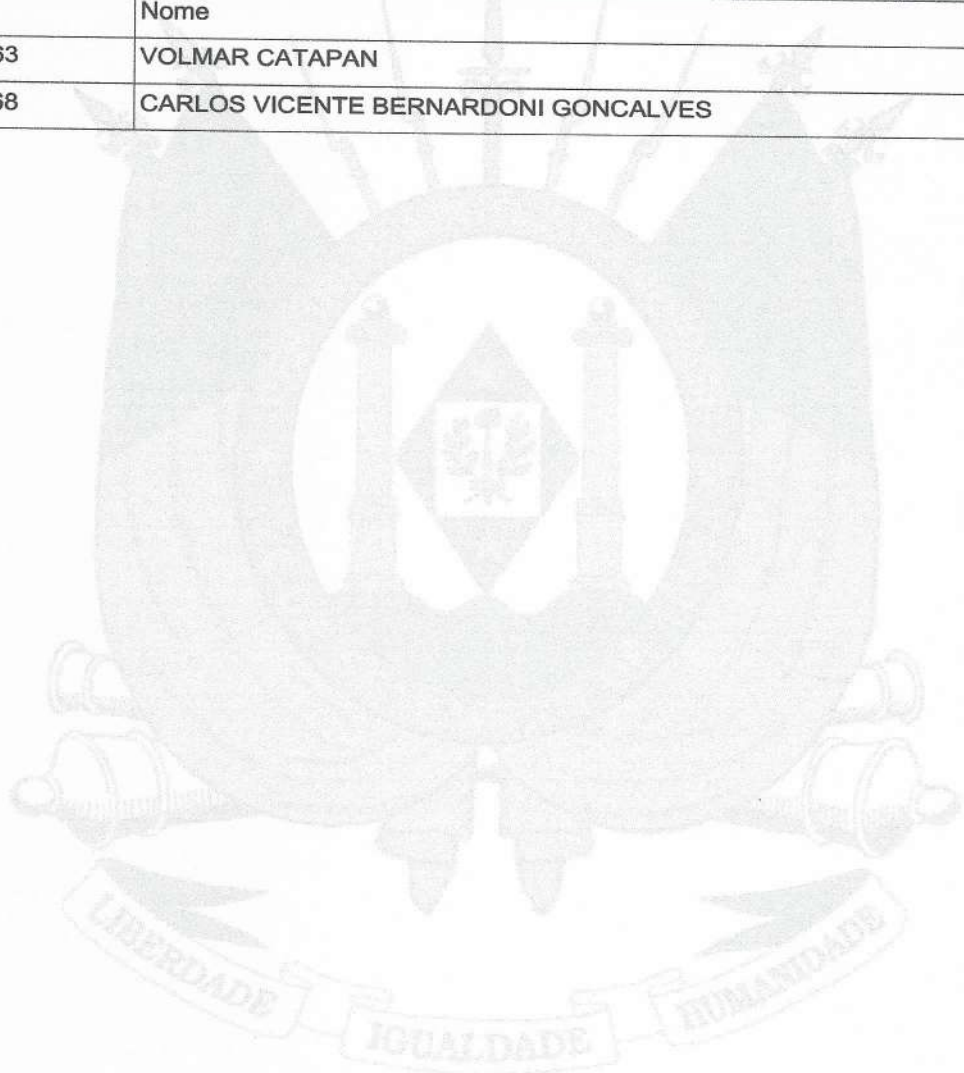 Nome
63 VOLMAR CATAPAN
68 CARLOS VICENTE BERNARDONI GONCALVES
LIBERDADE
IGUALDADE
HUMANIDADE